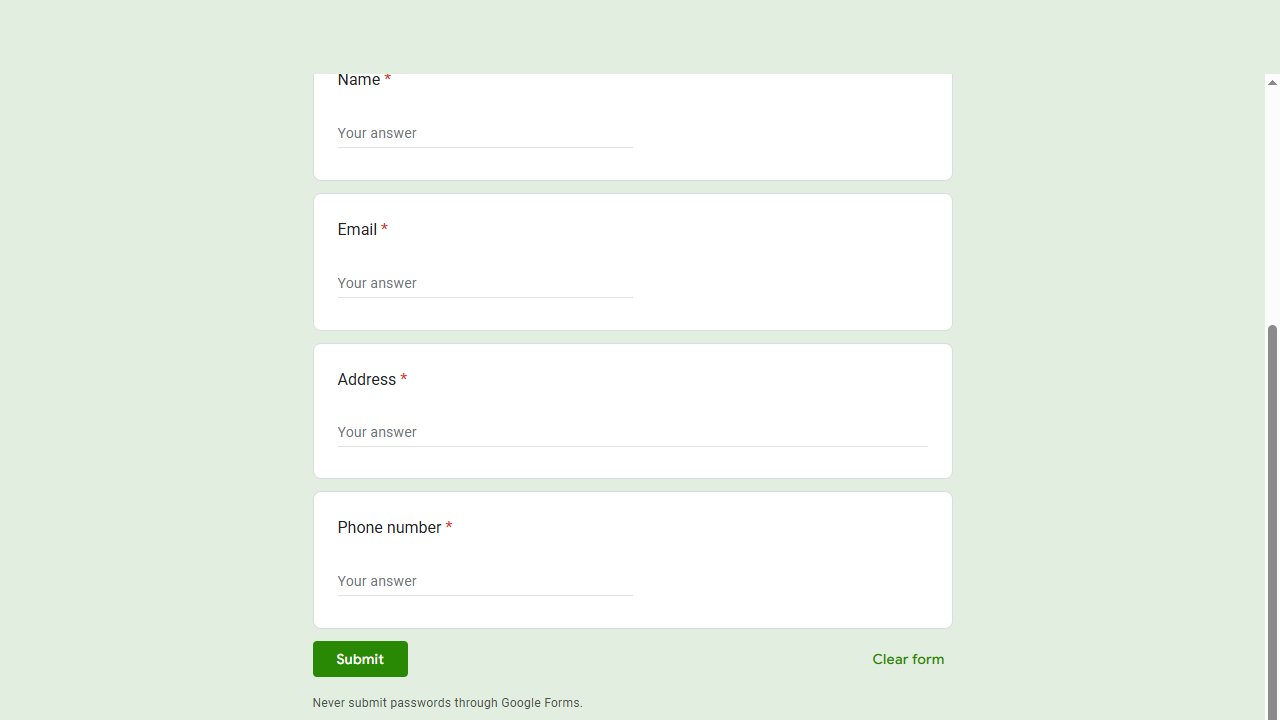 Name *
Your answer
Email *
Your answer
Address *
Your answer
Phone number *
Your answer
Submit
Clear form
Never submit passwords through Google Forms.